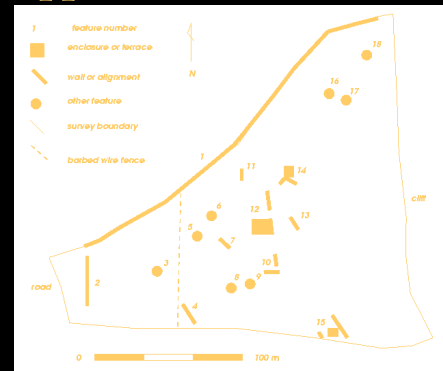 1 feature number
enclosure or terrace
wall or alignment
other feature
survey boundary
barbed wire fence
N
18
16
17
1
11
14
cliff
6
12
13
5
7
3
10
road
2
8
9
4
15
0 100 m